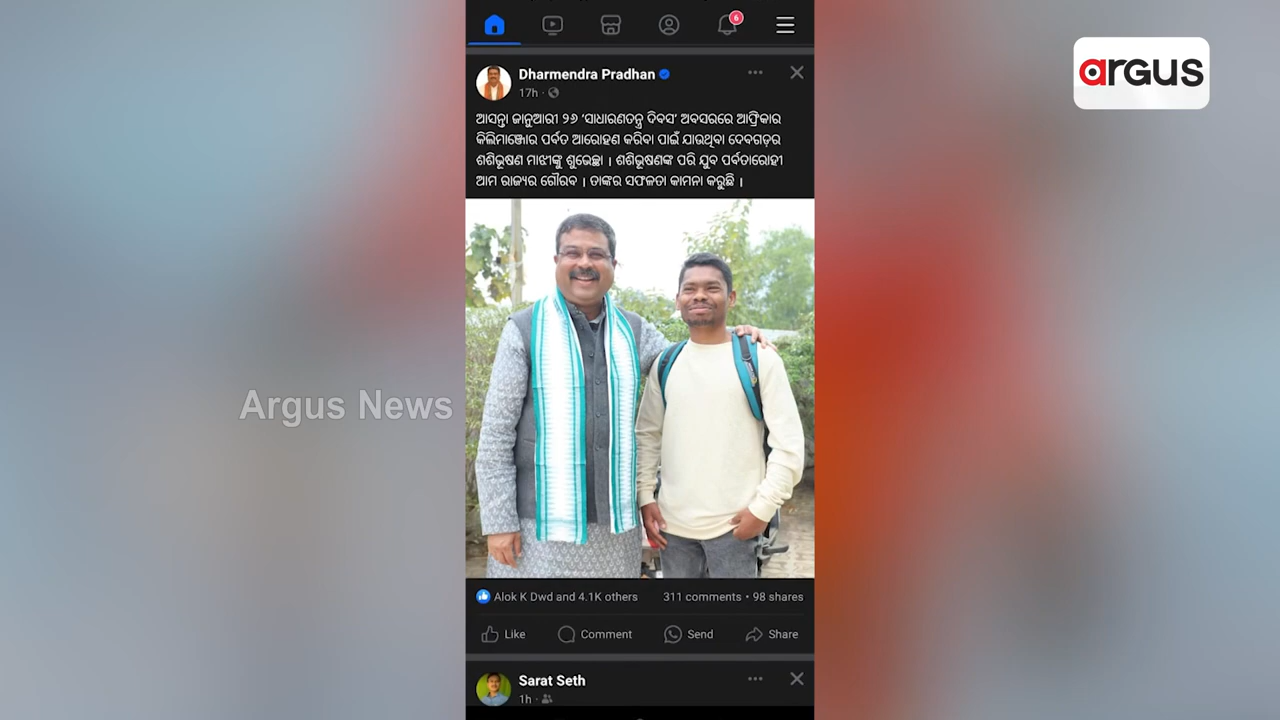 6
argus
Dharmendra Pradhan
17h ·
ଆସନ୍ତା ଜାନୁଆରୀ ୨୬ ‘ସାଧାରଣତନ୍ତ୍ର ଦିବସ’ ଅବସରରେ ଆଫ୍ରିକାର
କିଲିମାଞ୍ଜୋର ପର୍ବତ ଆରୋହଣ କରିବା ପାଇଁ ଯାଉଥିବା ଦେବଗଡ଼ର
ଶଶିଭୂଷଣ ମାଝୀଙ୍କୁ ଶୁଭେଚ୍ଛା । ଶଶିଭୂଷଣଙ୍କ ପରି ଯୁବ ପର୍ବତାରୋହୀ
ଆମ ରାଜ୍ୟର ଗୌରବ । ତାଙ୍କର ସଫଳତା କାମନା କରୁଛି ।
Argus News
Alok K Dwd and 4.1K others 311 comments • 98 shares
Like Comment Send Share
Sarat Seth
1h ·